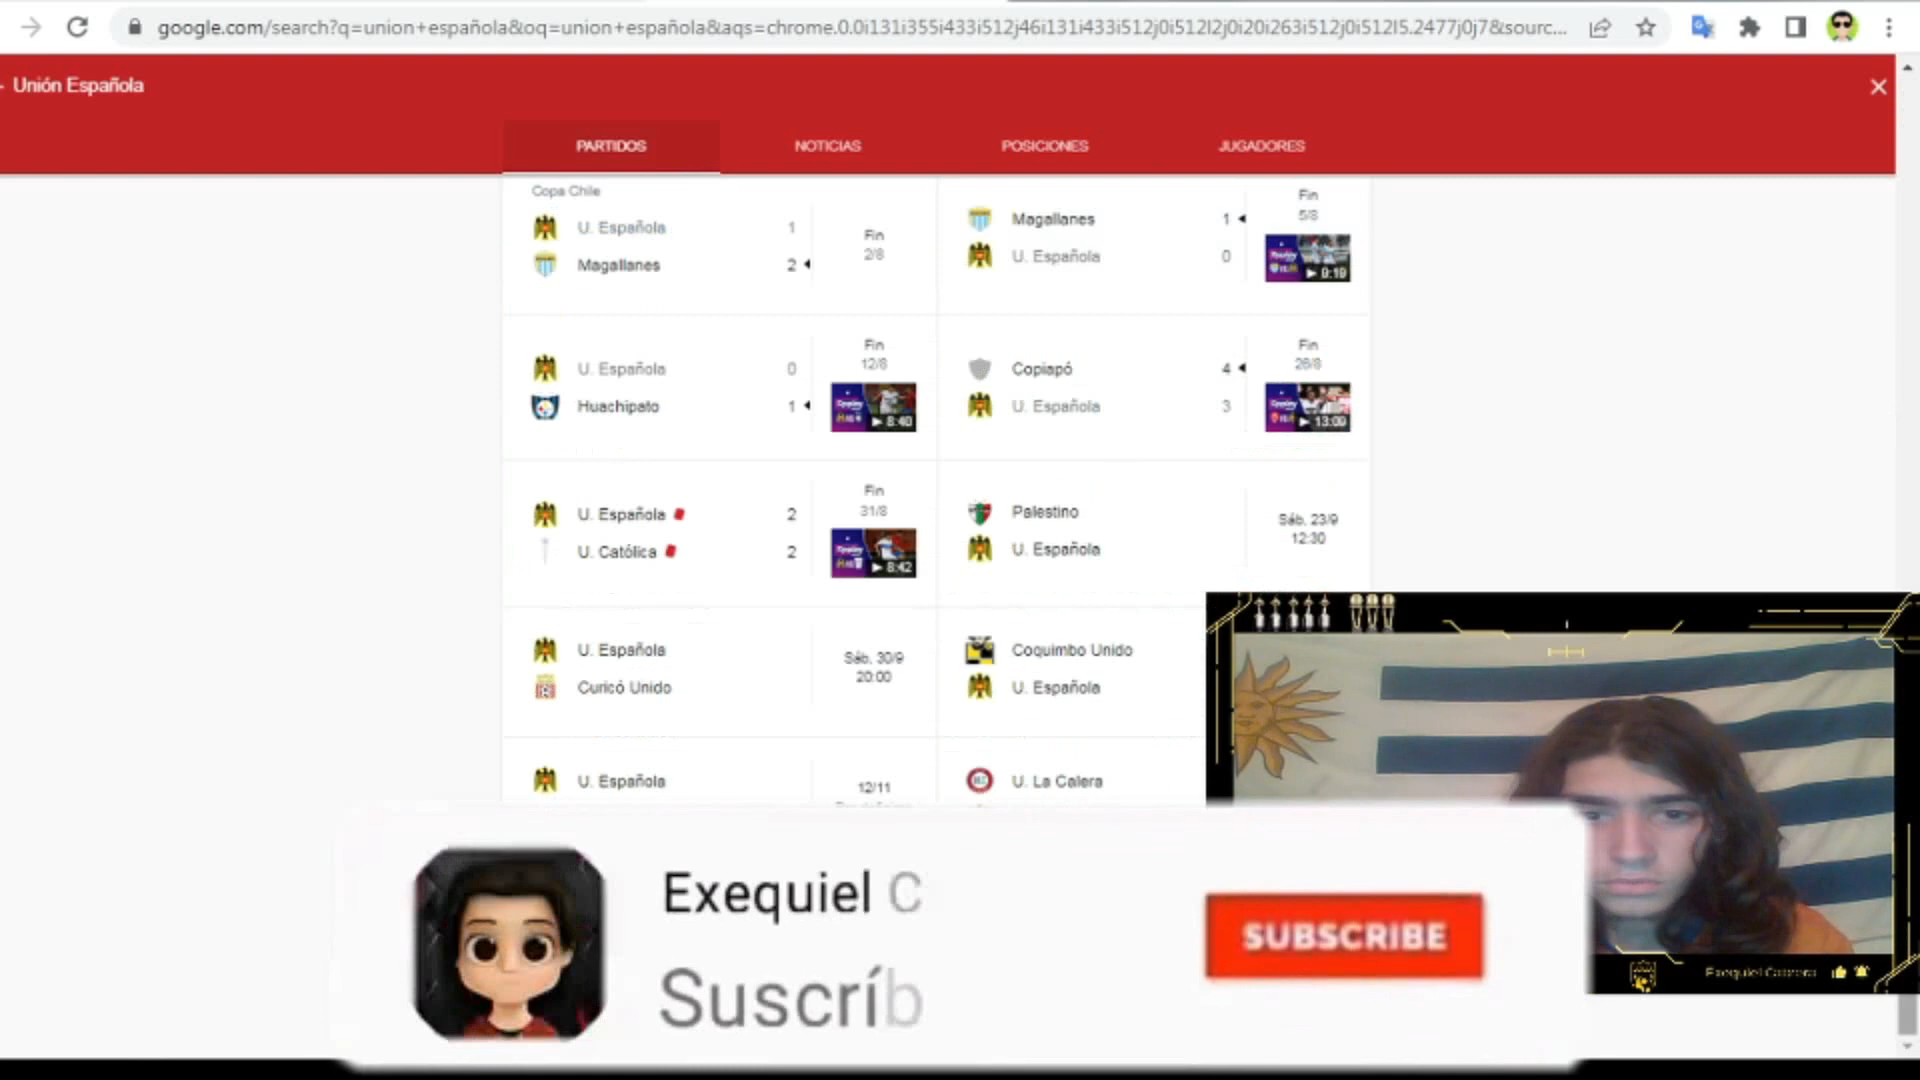 google.com/search?q=union+española&oq=union+española&aqs=chrome.0.0i131i355i433i512j46i131i433i512j0i512l2j0i20i263i512j0i512l5.2477j0j7&sourc...
Unión Española
PARTIDOS
NOTICIAS
POSICIONES
JUGADORES
Copa Chile
U. Española 1
Magallanes 2
Fin
2/8
Magallanes 1
U. Española 0
Fin
5/8
9:19
U. Española 0
Huachipato 1
Fin
12/8
8:40
Copiapó 4
U. Española 3
Fin
26/8
13:09
U. Española 2
U. Católica 2
Fin
31/8
8:42
Palestino
U. Española
Sáb, 23/9
12:30
U. Española
Curicó Unido
Sáb, 30/9
20:00
Coquimbo Unido
U. Española
U. Española
12/11
U. La Calera
Exequiel C
Suscríb
SUBSCRIBE
Exequiel Cabrera